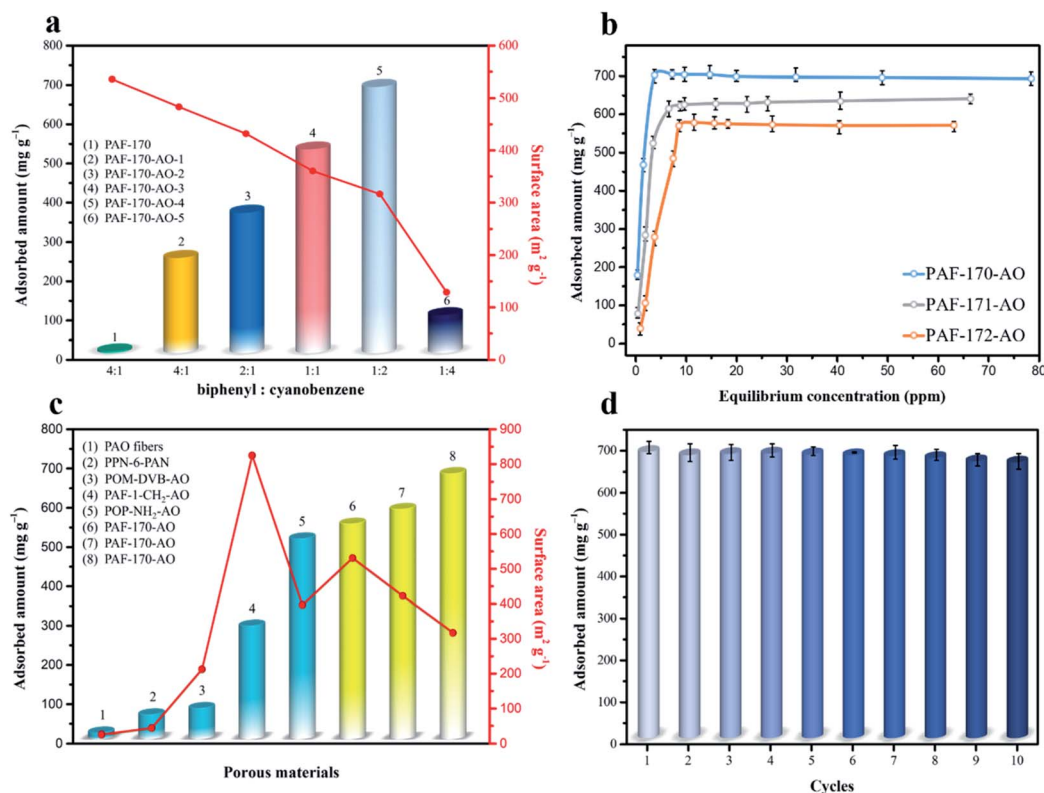 a
800
700
600
500
400
300
200
100
0
Adsorbed amount (mg g⁻¹)
(1) PAF-170
(2) PAF-170-AO-1
(3) PAF-170-AO-2
(4) PAF-170-AO-3
(5) PAF-170-AO-4
(6) PAF-170-AO-5
1
2
3
4
5
6
4:1 4:1 2:1 1:1 1:2 1:4
biphenyl : cyanobenzene
600
500
400
300
200
100
0
Surface area (m² g⁻¹)
b
700
600
500
400
300
200
100
0
Adsorbed amount (mg g⁻¹)
PAF-170-AO
PAF-171-AO
PAF-172-AO
0 10 20 30 40 50 60 70 80
Equilibrium concentration (ppm)
c
800
700
600
500
400
300
200
100
0
Adsorbed amount (mg g⁻¹)
(1) PAO fibers
(2) PPN-6-PAN
(3) POM-DVB-AO
(4) PAF-1-CH₂-AO
(5) POP-NH₂-AO
(6) PAF-170-AO
(7) PAF-170-AO
(8) PAF-170-AO
1
2
3
4
5
6
7
8
Porous materials
900
800
700
600
500
400
300
200
100
0
Surface area (m² g⁻¹)
d
700
600
500
400
300
200
100
0
Adsorbed amount (mg g⁻¹)
1 2 3 4 5 6 7 8 9 10
Cycles